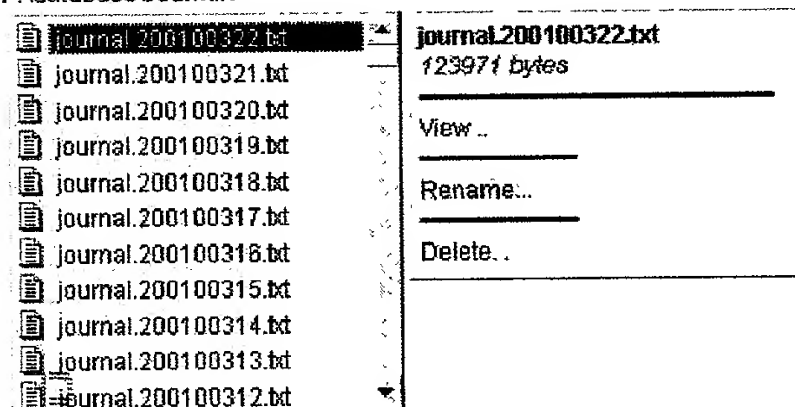 journal.200100322.txt
journal.200100321.txt
journal.200100320.txt
journal.200100319.txt
journal.200100318.txt
journal.200100317.txt
journal.200100316.txt
journal.200100315.txt
journal.200100314.txt
journal.200100313.txt
journal.200100312.txt
journal.200100322.txt
123971 bytes
View..
Rename...
Delete. .